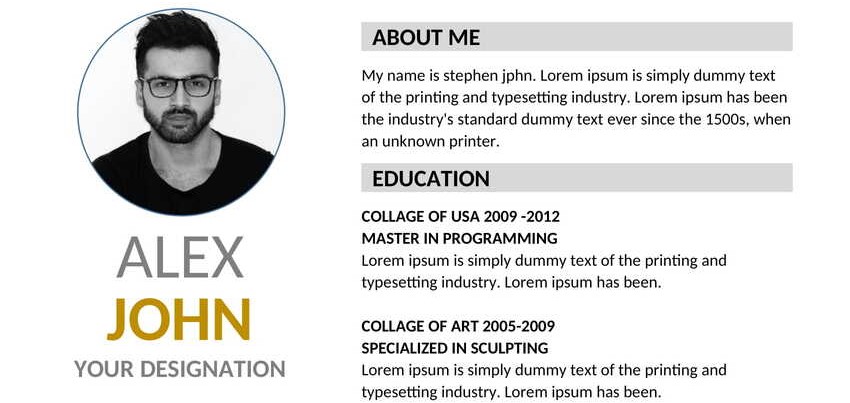 ALEX
JOHN
YOUR DESIGNATION
ABOUT ME
My name is stephen jphn. Lorem ipsum is simply dummy text
of the printing and typesetting industry. Lorem ipsum has been
the industry's standard dummy text ever since the 1500s, when
an unknown printer.
EDUCATION
COLLAGE OF USA 2009 -2012
MASTER IN PROGRAMMING
Lorem ipsum is simply dummy text of the printing and
typesetting industry. Lorem ipsum has been.
COLLAGE OF ART 2005-2009
SPECIALIZED IN SCULPTING
Lorem ipsum is simply dummy text of the printing and
typesetting industry. Lorem ipsum has been.